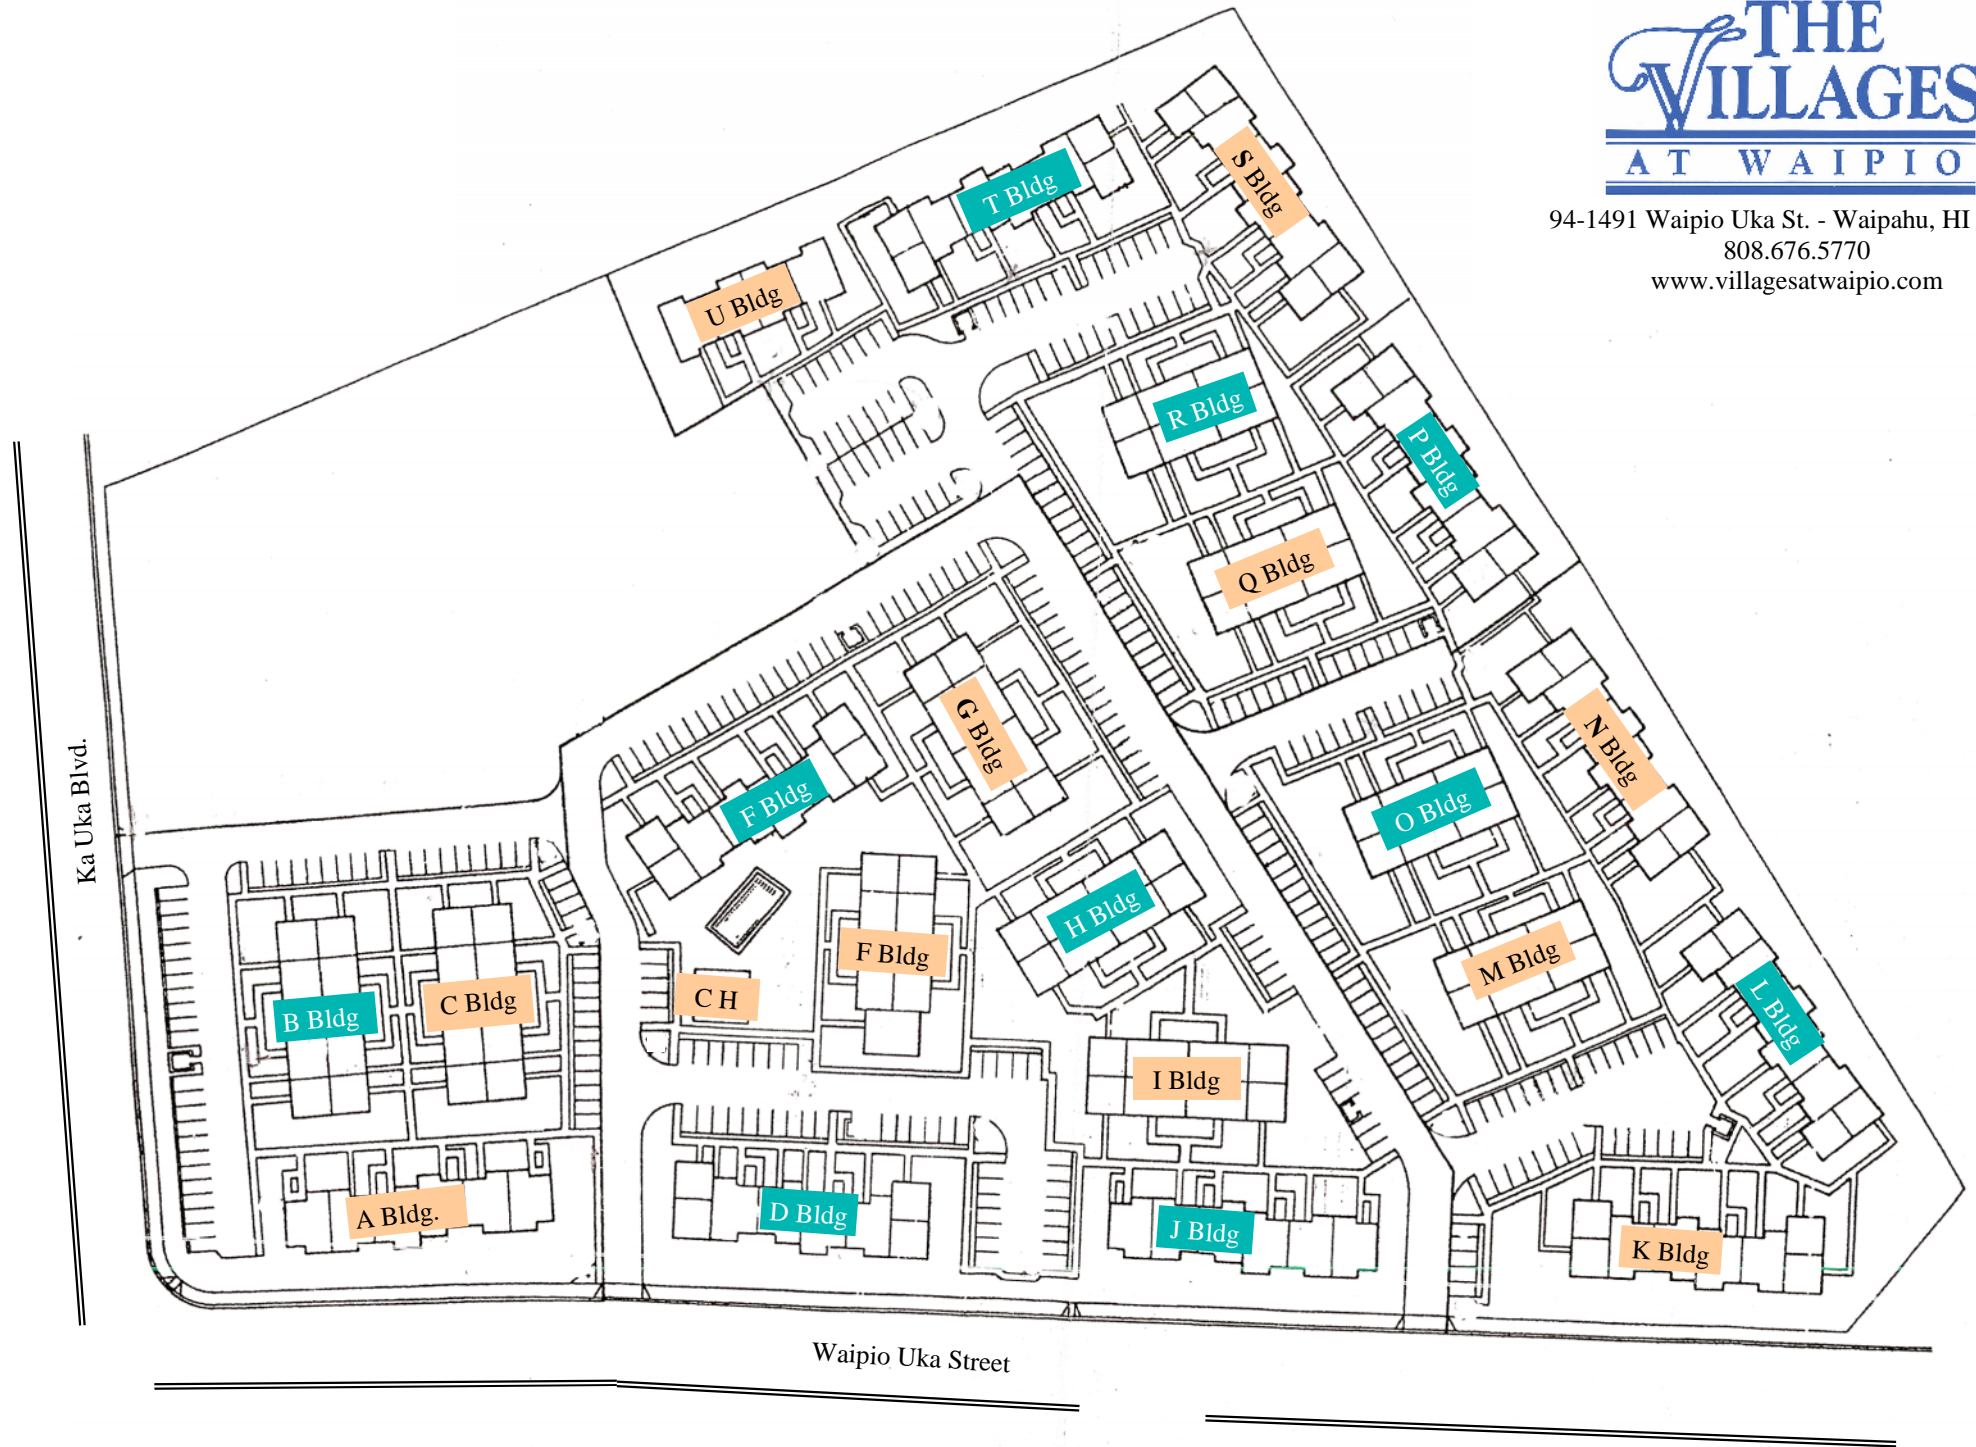 THE
VILLAGES
AT WAIPIO
94-1491 Waipio Uka St. - Waipahu, HI
808.676.5770
www.villagesatwaipio.com
S Bldg
T Bldg
U Bldg
R Bldg
P Bldg
Q Bldg
G Bldg
N Bldg
F Bldg
O Bldg
Ka Uka Blvd.
H Bldg
F Bldg
M Bldg
C H
C Bldg
B Bldg
L Bldg
I Bldg
A Bldg.
D Bldg
J Bldg
K Bldg
Waipio Uka Street